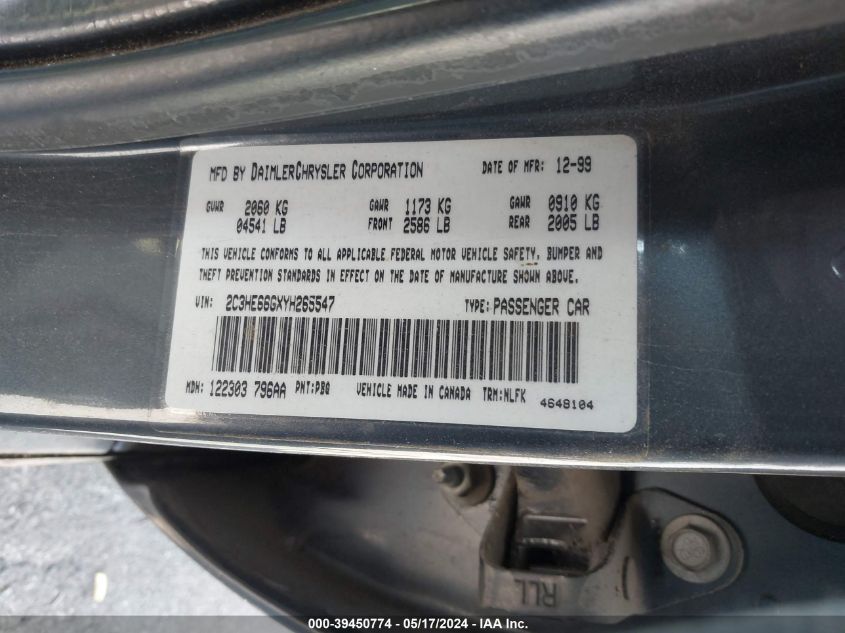 MFD BY DAIMLERCHRYSLER CORPORATION DATE OF MFR: 12-99
GVWR 2060 KG GAWR 1173 KG GAWR 0910 KG
04541 LB FRONT 2586 LB REAR 2005 LB
THIS VEHICLE CONFORMS TO ALL APPLICABLE FEDERAL MOTOR VEHICLE SAFETY, BUMPER AND
THEFT PREVENTION STANDARDS IN EFFECT ON THE DATE OF MANUFACTURE SHOWN ABOVE.
VIN: 2C3HE66GXYH265547 TYPE: PASSENGER CAR
MDH: 122303 796AA PNT:PBQ VEHICLE MADE IN CANADA TRM:NLFK
4648104
RLL
000-39450774 - 05/17/2024 - IAAI.COM